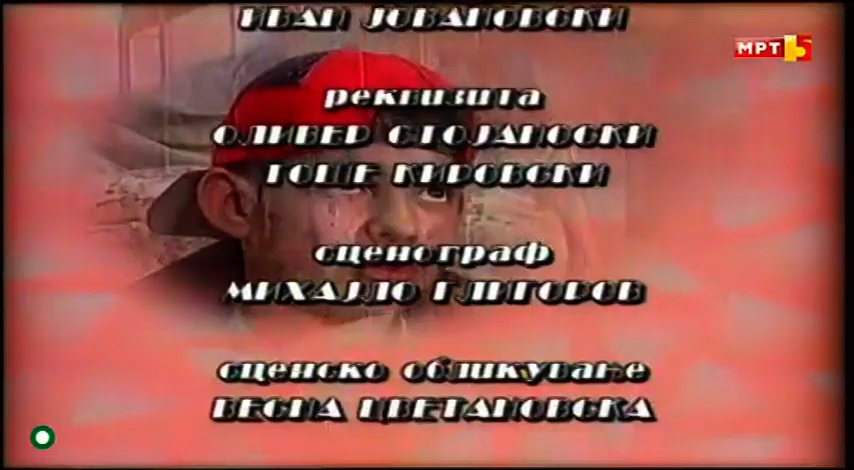 ИВАН ЈОВАНОВСКИ
МРТ 5
реквизита
ОЛИВЕР СТОЈАНОСКИ
ТОШЕ КИРОВСКИ
сценограф
МИХАЈЛО ГЛИГОРОВ
сценско обликување
ВЕСНА ЦВЕТАНОВСКА